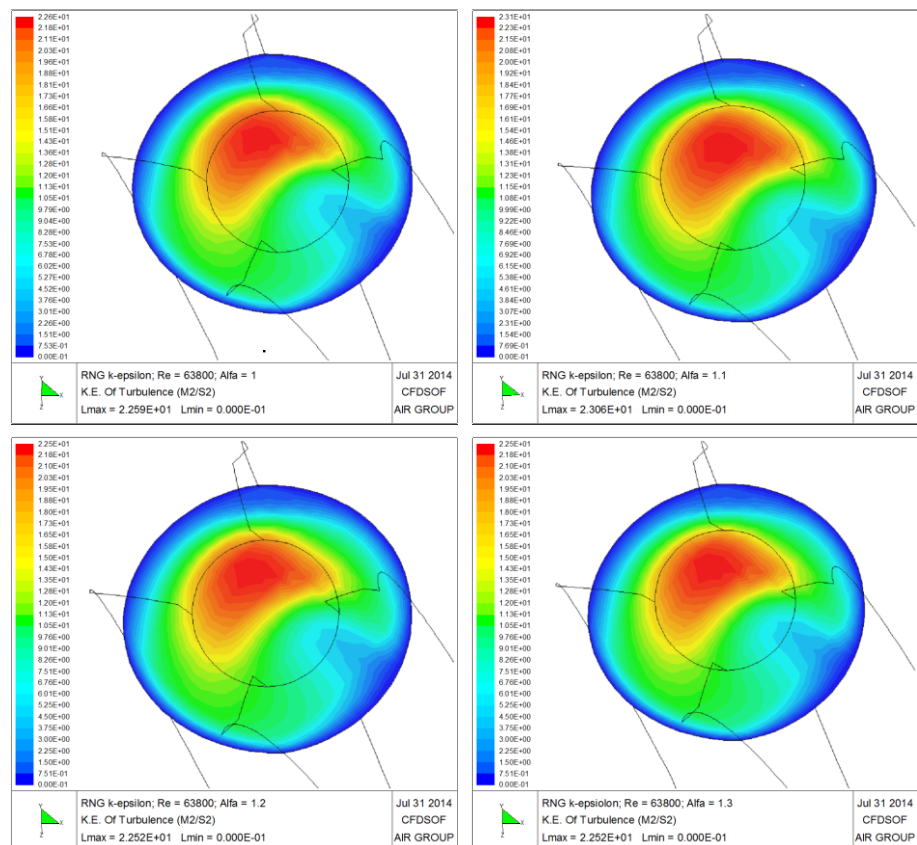 2.26E+01
2.18E+01
2.11E+01
2.03E+01
1.96E+01
1.88E+01
1.81E+01
1.73E+01
1.66E+01
1.58E+01
1.51E+01
1.43E+01
1.36E+01
1.28E+01
1.20E+01
1.13E+01
1.05E+01
9.79E+00
9.04E+00
8.28E+00
7.53E+00
6.78E+00
6.02E+00
5.27E+00
4.52E+00
3.76E+00
3.01E+00
2.26E+00
1.51E+00
7.53E-01
0.00E-01
Y
X
Z
RNG k-epsilon; Re = 63800; Alfa = 1
K.E. Of Turbulence (M2/S2)
Lmax = 2.259E+01 Lmin = 0.000E-01
Jul 31 2014
CFDSOF
AIR GROUP
2.31E+01
2.23E+01
2.15E+01
2.08E+01
2.00E+01
1.92E+01
1.84E+01
1.77E+01
1.69E+01
1.61E+01
1.54E+01
1.46E+01
1.38E+01
1.31E+01
1.23E+01
1.15E+01
1.08E+01
9.99E+00
9.22E+00
8.46E+00
7.69E+00
6.92E+00
6.15E+00
5.38E+00
4.61E+00
3.84E+00
3.07E+00
2.31E+00
1.54E+00
7.69E-01
0.00E-01
Y
X
Z
RNG k-epsilon; Re = 63800; Alfa = 1.1
K.E. Of Turbulence (M2/S2)
Lmax = 2.306E+01 Lmin = 0.000E-01
Jul 31 2014
CFDSOF
AIR GROUP
2.25E+01
2.18E+01
2.10E+01
2.03E+01
1.95E+01
1.88E+01
1.80E+01
1.73E+01
1.65E+01
1.58E+01
1.50E+01
1.43E+01
1.35E+01
1.28E+01
1.20E+01
1.13E+01
1.05E+01
9.76E+00
9.01E+00
8.26E+00
7.51E+00
6.76E+00
6.01E+00
5.26E+00
4.50E+00
3.75E+00
3.00E+00
2.25E+00
1.50E+00
7.51E-01
0.00E-01
Y
X
Z
RNG k-epsilon; Re = 63800; Alfa = 1.2
K.E. Of Turbulence (M2/S2)
Lmax = 2.252E+01 Lmin = 0.000E-01
Jul 31 2014
CFDSOF
AIR GROUP
2.25E+01
2.18E+01
2.10E+01
2.03E+01
1.95E+01
1.88E+01
1.80E+01
1.73E+01
1.65E+01
1.58E+01
1.50E+01
1.43E+01
1.35E+01
1.28E+01
1.20E+01
1.13E+01
1.05E+01
9.76E+00
9.01E+00
8.26E+00
7.51E+00
6.76E+00
6.01E+00
5.26E+00
4.50E+00
3.75E+00
3.00E+00
2.25E+00
1.50E+00
7.51E-01
0.00E-01
Y
X
Z
RNG k-epsiolon; Re = 63800; Alfa = 1.3
K.E. Of Turbulence (M2/S2)
Lmax = 2.252E+01 Lmin = 0.000E-01
Jul 31 2014
CFDSOF
AIR GROUP